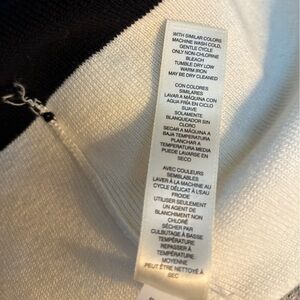 WITH SIMILAR COLORS
MACHINE WASH COLD,
GENTLE CYCLE
ONLY NON-CHLORINE
BLEACH
TUMBLE DRY LOW
WARM IRON
MAY BE DRY CLEANED
CON COLORES
SIMILARES
LAVAR A MÁQUINA CON
AGUA FRÍA EN CICLO
SUAVE
SOLAMENTE
BLANQUEADOR SIN
CLORO
SECAR A MÁQUINA A
BAJA TEMPERATURA
PLANCHAR A
TEMPERATURA MEDIA
PUEDE LAVARSE EN
SECO
AVEC COULEURS
SEMBLABLES
LAVER À LA MACHINE AU
CYCLE DÉLICAT À L'EAU
FROIDE
UTILISER SEULEMENT
UN AGENT DE
BLANCHIMENT NON
CHLORÉ
SÉCHER PAR
CULBUTAGE À BASSE
TEMPÉRATURE
REPASSER À
TEMPÉRATURE
MOYENNE
PEUT ÊTRE NETTOYÉ À
SEC